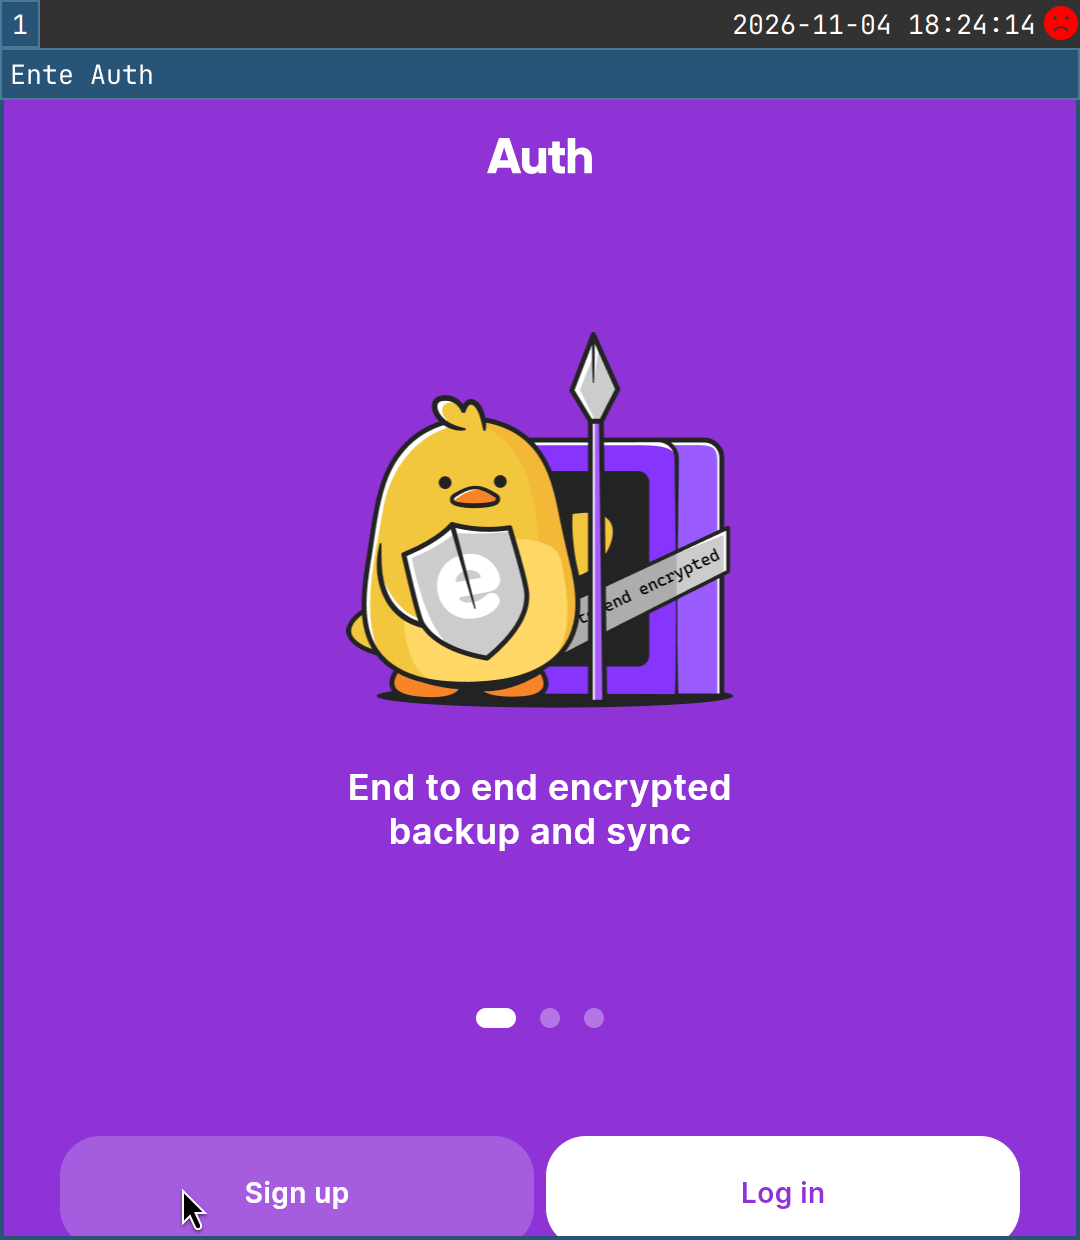 1
2026-11-04 18:24:14
Ente Auth
Auth
e
end encrypted
End to end encrypted
backup and sync
Sign up
Log in